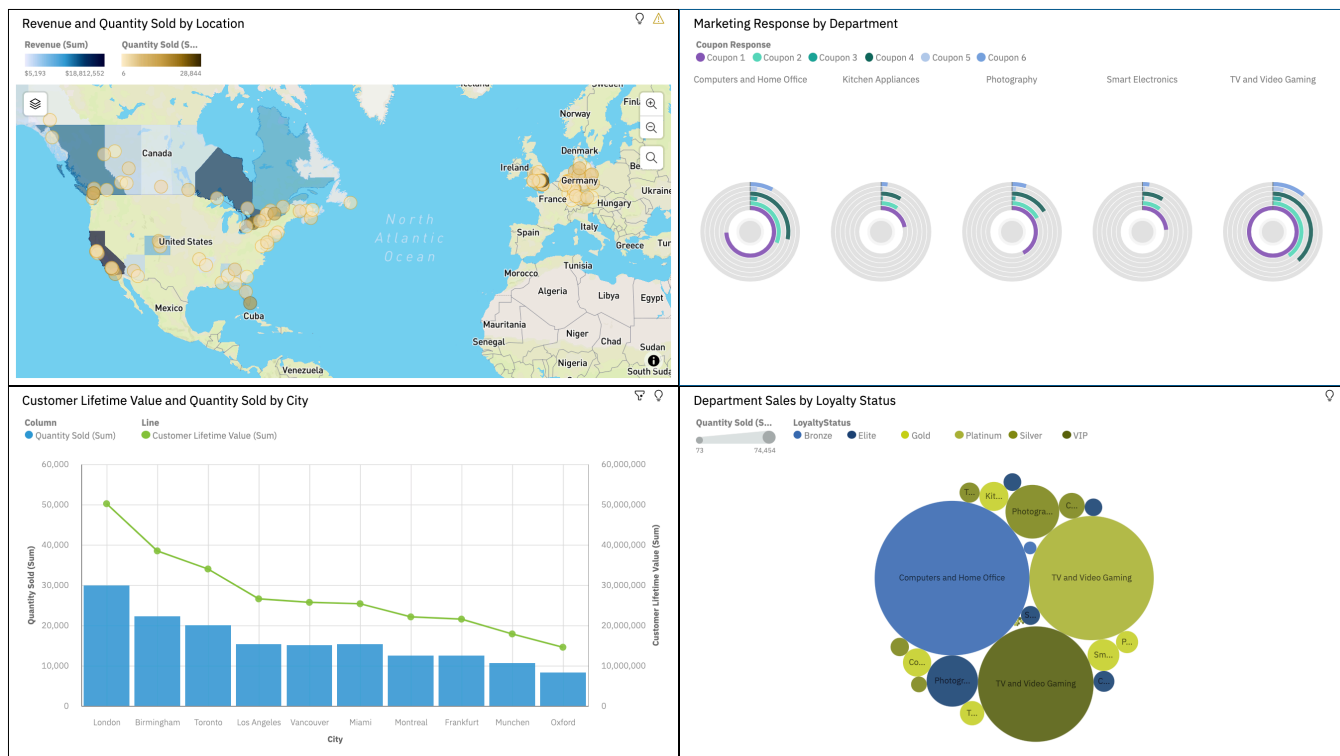 Revenue and Quantity Sold by Location
Revenue (Sum)
Quantity Sold (S...
$5,193
$18,812,552
6
28,844
Iceland
Sweden
Norway
Canada
Denmark
Ireland
Germany
France
Hungary
Ukraine
North
Atlantic
Ocean
United States
Spain
Italy
Greece
Tur
Tunisia
Morocco
Algeria
Libya
Egypt
Mexico
Cuba
Mauritania
Niger
Chad
Senegal
Sudan
Nigeria
South Suda
Venezuela
Marketing Response by Department
Coupon Response
Coupon 1
Coupon 2
Coupon 3
Coupon 4
Coupon 5
Coupon 6
Computers and Home Office
Kitchen Appliances
Photography
Smart Electronics
TV and Video Gaming
Customer Lifetime Value and Quantity Sold by City
Column
Line
Quantity Sold (Sum)
Customer Lifetime Value (Sum)
60,000
50,000
40,000
30,000
20,000
10,000
0
Quantity Sold (Sum)
60,000,000
50,000,000
40,000,000
30,000,000
20,000,000
10,000,000
0
Customer Lifetime Value (Sum)
London
Birmingham
Toronto
Los Angeles
Vancouver
Miami
Montreal
Frankfurt
Munchen
Oxford
City
Department Sales by Loyalty Status
Quantity Sold (S...
73
74,454
LoyaltyStatus
Bronze
Elite
Gold
Platinum
Silver
VIP
T...
Kit...
Photogra...
C...
Computers and Home Office
TV and Video Gaming
S...
P...
Sm...
Co...
Photogr...
C...
TV and Video Gaming
T...